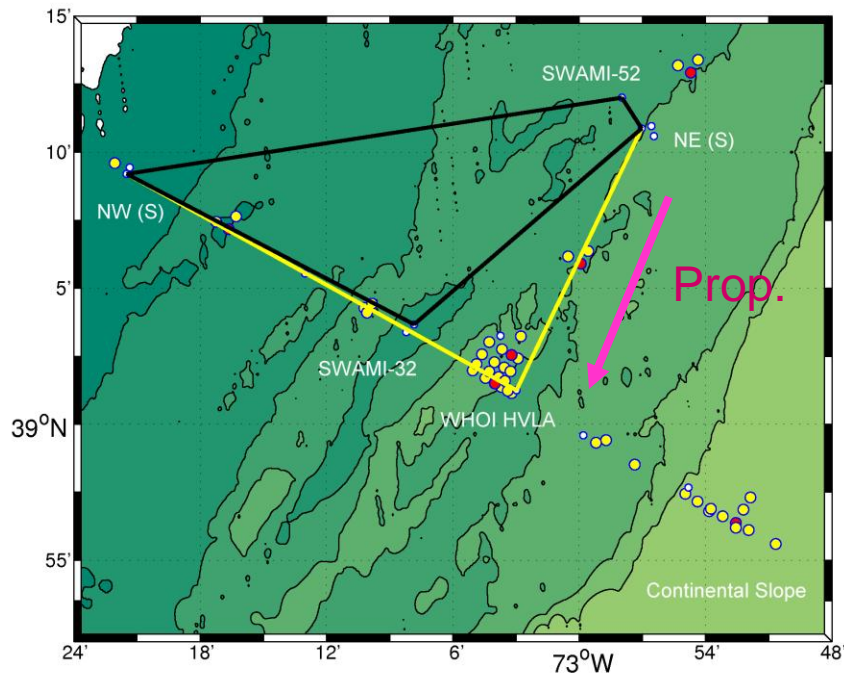 15'
SWAMI-52
10'
NE (S)
NW (S)
5'
Prop.
SWAMI-32
39°N
WHOI HVLA
55'
Continental Slope
24'
18'
12'
6'
73°W
54'
48'